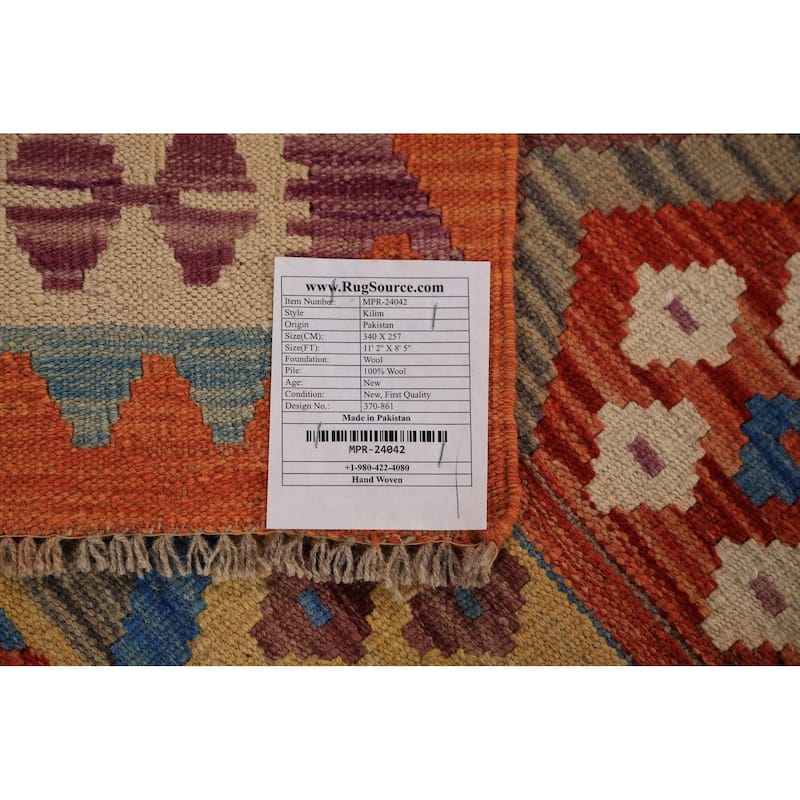 www.RugSource.com
Item Number: MPR-24042
Style Kilim
Origin Pakistan
Size(CM): 340 X 257
Size(FT): 11' 2" X 8' 5"
Foundation: Wool
Pile: 100% Wool
Age: New
Condition: New, First Quality
Design No.: 370-861
Made in Pakistan
MPR-24042
+1-980-422-4080
Hand Woven